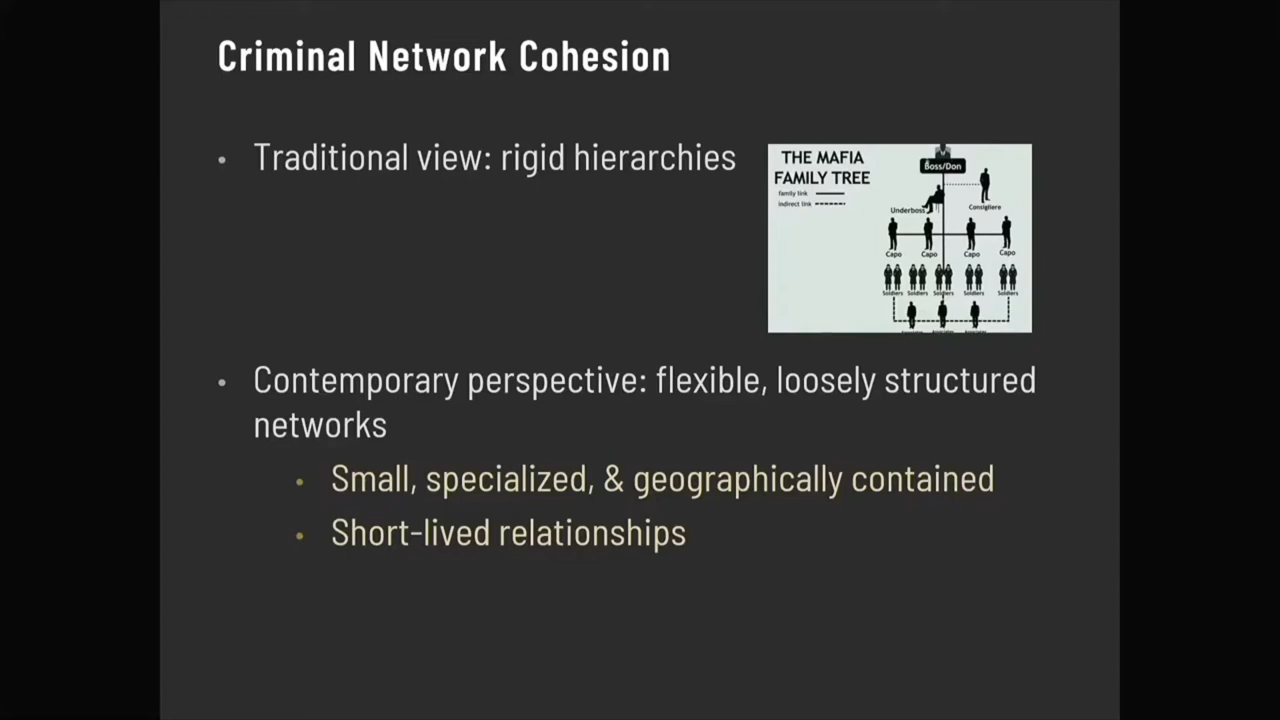 Criminal Network Cohesion
• Traditional view: rigid hierarchies
THE MAFIA
FAMILY TREE
family link
indirect link
Boss/Don
Underboss
Consigliere
Capo Capo Capo Capo
Soldiers Soldiers Soldiers Soldiers Soldiers
• Contemporary perspective: flexible, loosely structured
networks
• Small, specialized, & geographically contained
• Short-lived relationships